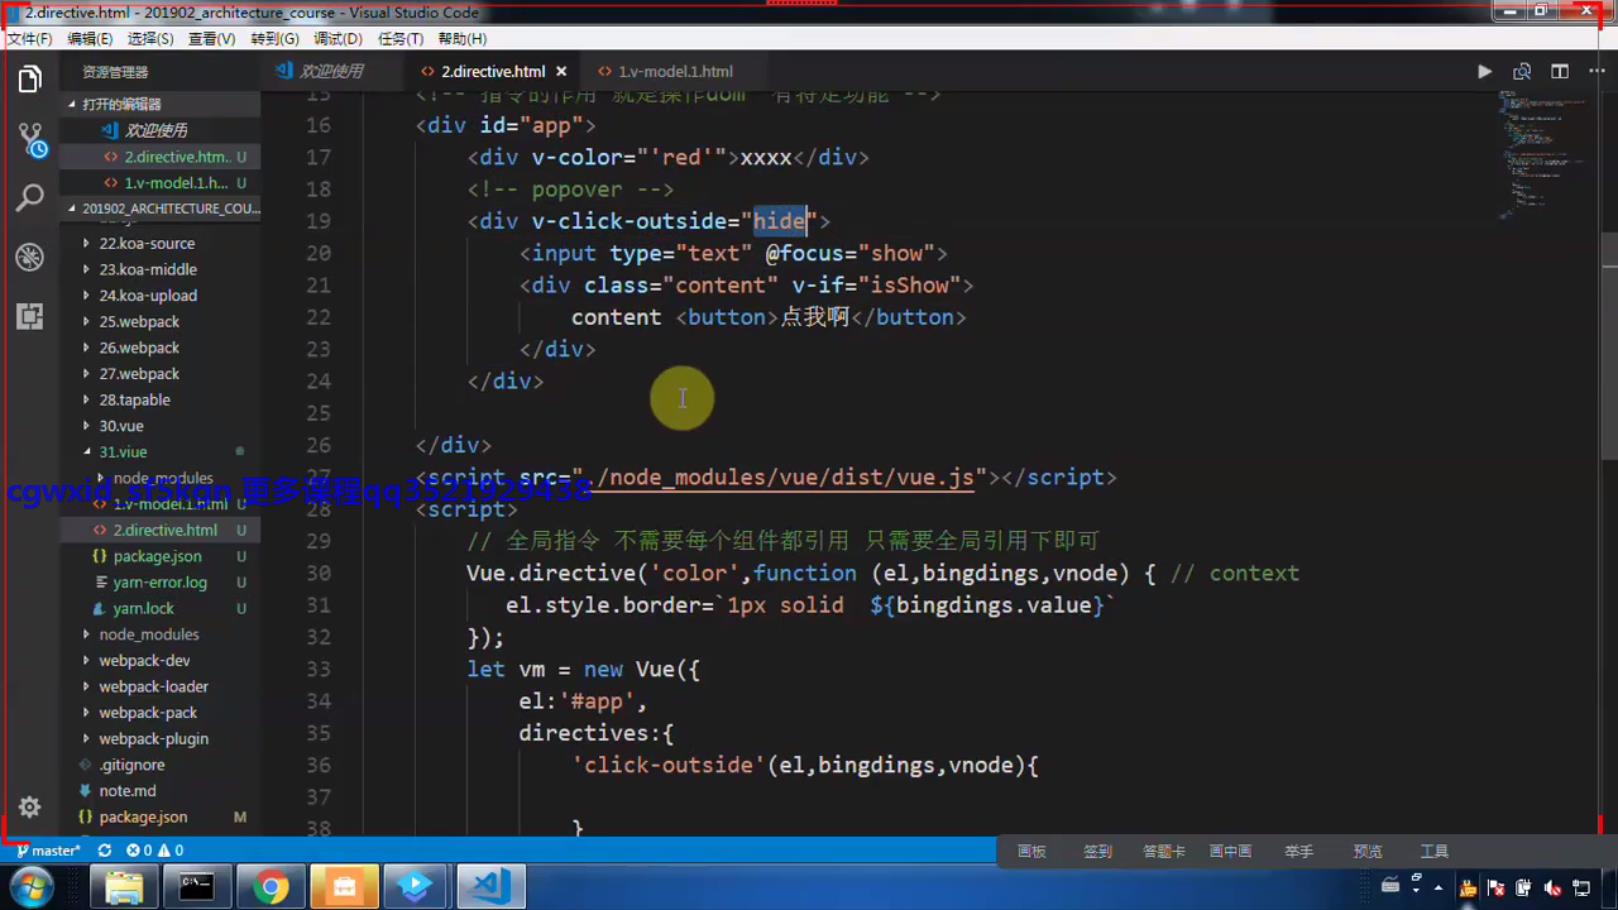 2.directive.html - 201902_architecture_course - Visual Studio Code
文件(F) 编辑(E) 选择(S) 查看(V) 转到(G) 调试(D) 任务(T) 帮助(H)
资源管理器
欢迎使用 2.directive.html 1.v-model.1.html
打开的编辑器
欢迎使用
2.directive.htm.. U
1.v-model.1.h... U
201902_ARCHITECTURE_COU...
22.koa-source
23.koa-middle
24.koa-upload
25.webpack
26.webpack
27.webpack
28.tapable
30.vue
31.viue
node_modules
1.v-model.1.html U
2.directive.html U
package.json U
yarn-error.log U
yarn.lock U
node_modules
webpack-dev
webpack-loader
webpack-pack
webpack-plugin
.gitignore
note.md
package.json M
15 <!-- 指令的作用 就是操作dom 有特定功能 -->
16 <div id="app">
17 <div v-color="'red'">xxxx</div>
18 <!-- popover -->
19 <div v-click-outside="hide">
20 <input type="text" @focus="show">
21 <div class="content" v-if="isShow">
22 content <button>点我啊</button>
23 </div>
24 </div>
25
26 </div>
27 <script src="./node_modules/vue/dist/vue.js"></script>
28 <script>
29 // 全局指令 不需要每个组件都引用 只需要全局引用下即可
30 Vue.directive('color',function (el,bingdings,vnode) { // context
31 el.style.border=`1px solid ${bingdings.value}`
32 });
33 let vm = new Vue({
34 el:'#app',
35 directives:{
36 'click-outside'(el,bingdings,vnode){
37
38 }
cgwxid_sf5kgn 更多课程qq3521929438
master* 0 0
画板 签到 答题卡 画中画 举手 预览 工具